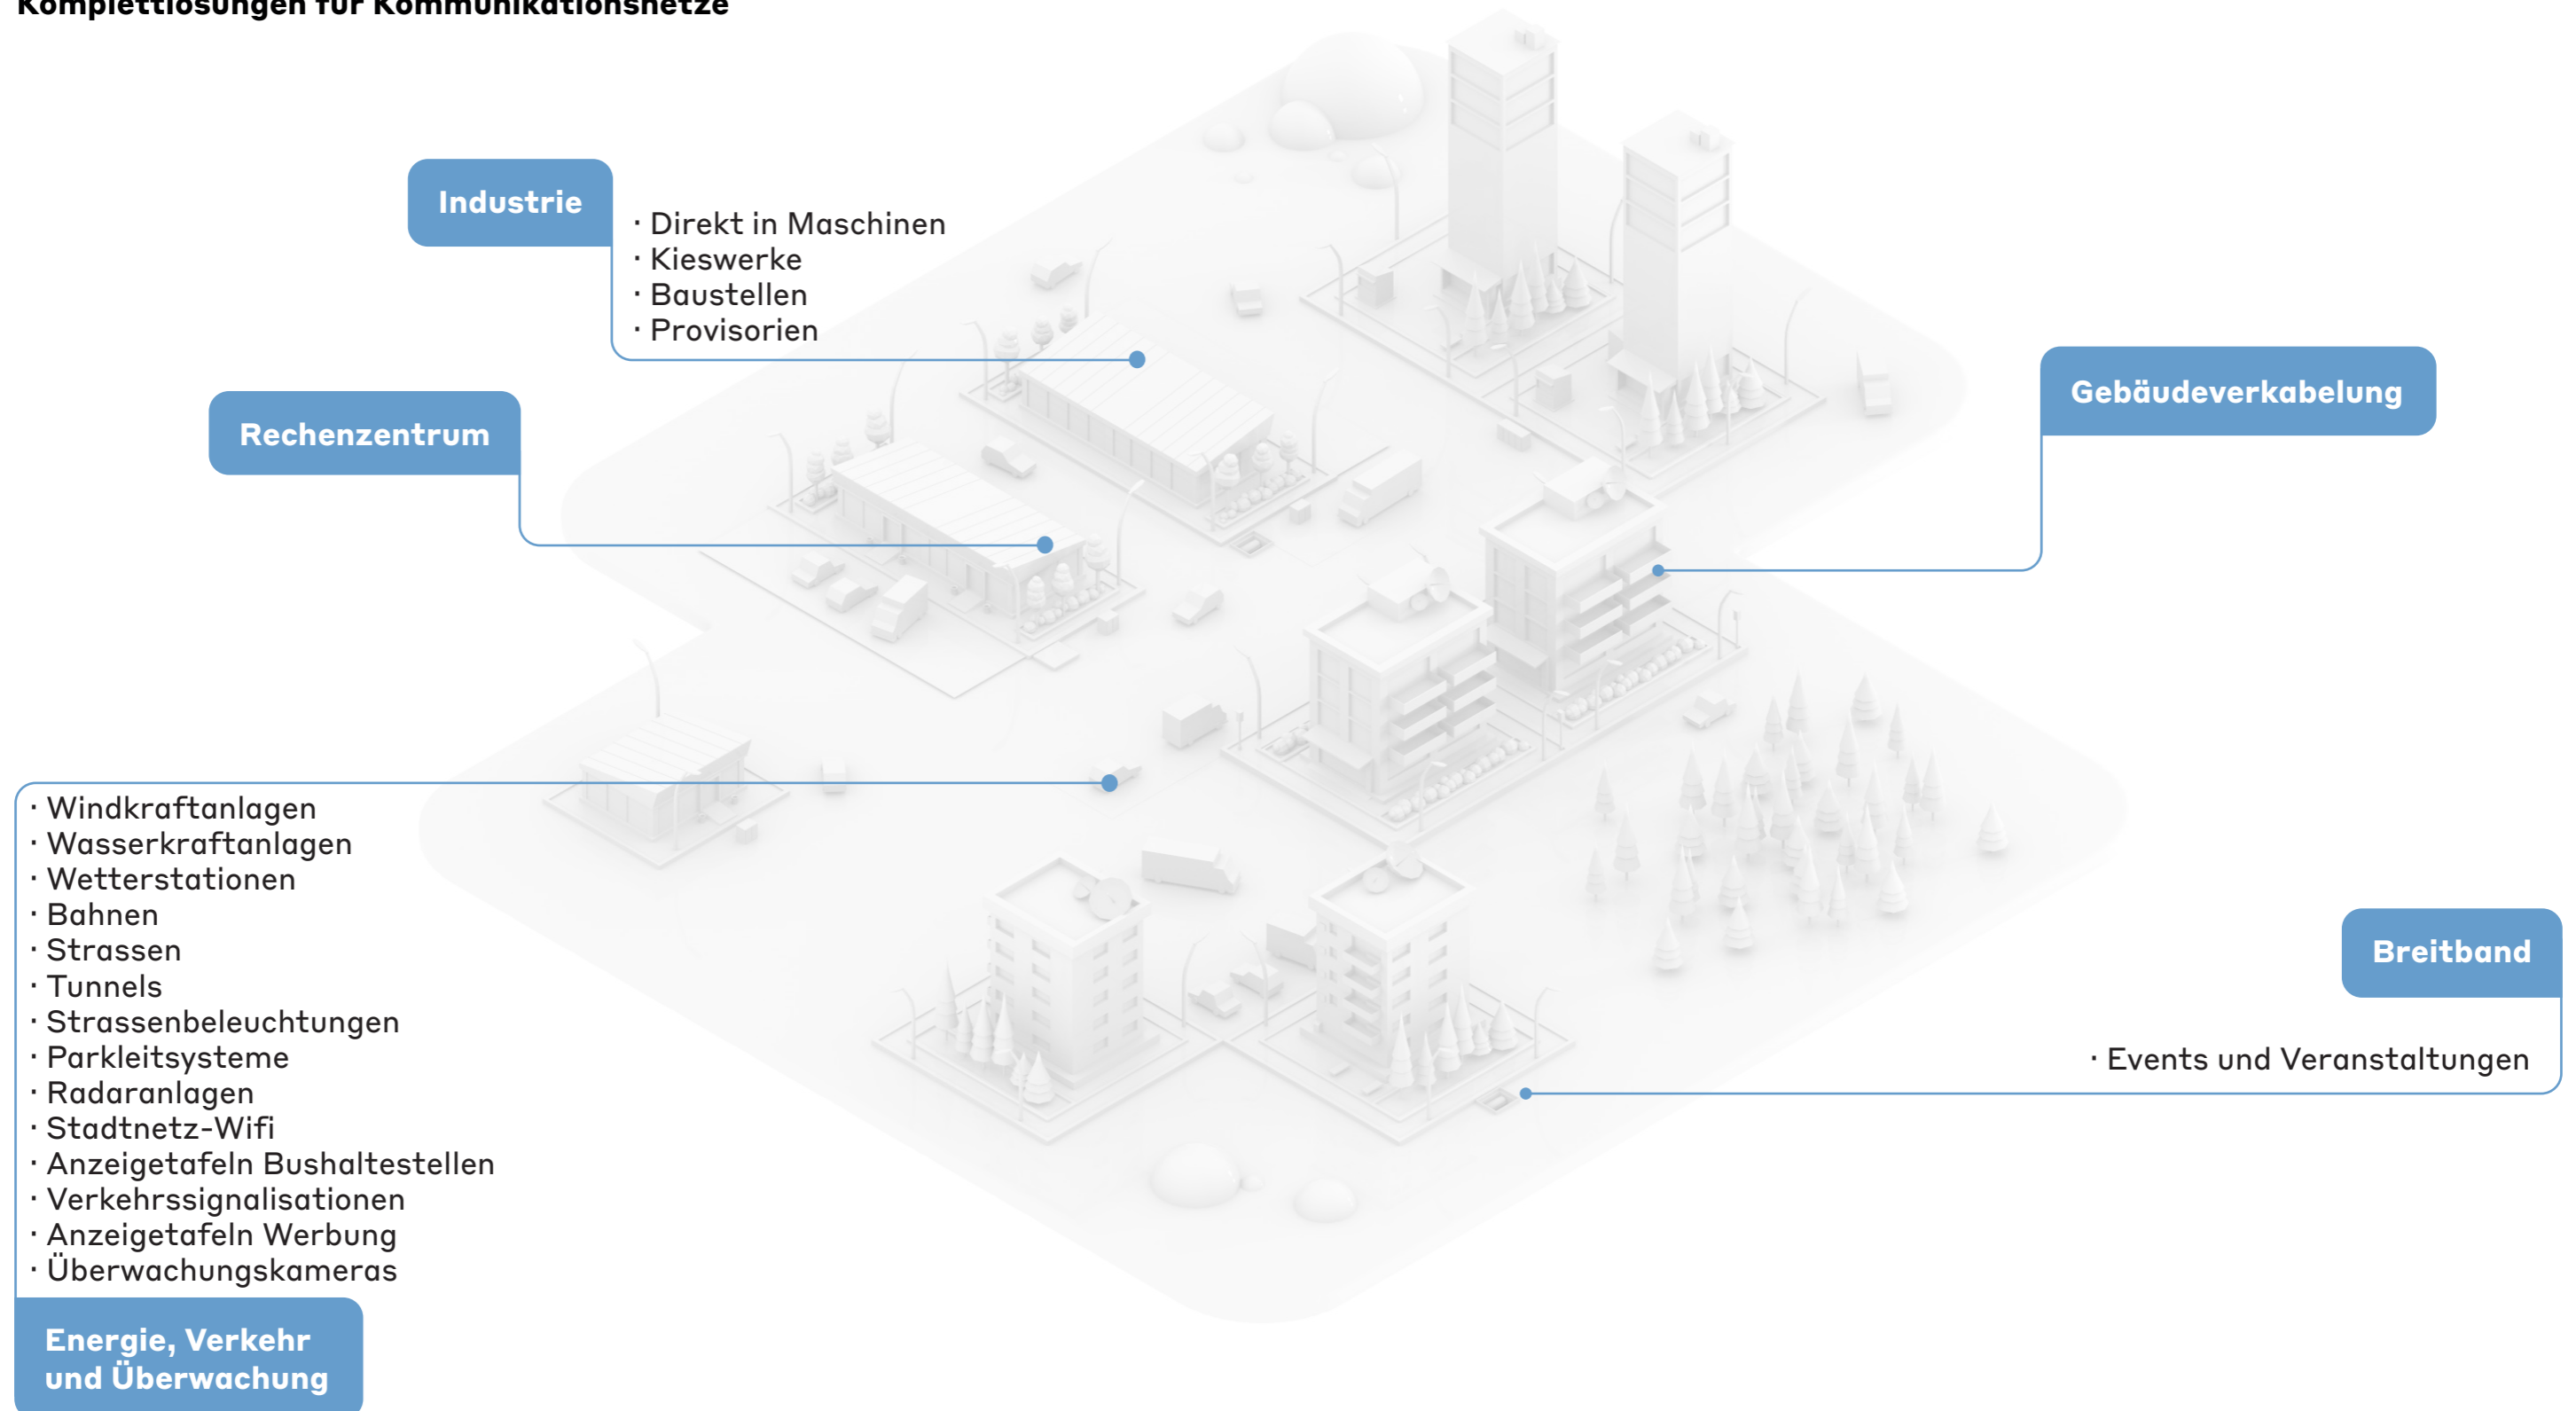 Komplettlösungen für Kommunikationsnetze
Industrie
· Direkt in Maschinen
· Kieswerke
· Baustellen
· Provisorien
Rechenzentrum
Gebäudeverkabelung
· Windkraftanlagen
· Wasserkraftanlagen
· Wetterstationen
· Bahnen
· Strassen
· Tunnels
· Strassenbeleuchtungen
· Parkleitsysteme
· Radaranlagen
· Stadtnetz-Wifi
· Anzeigetafeln Bushaltestellen
· Verkehrssignalisationen
· Anzeigetafeln Werbung
· Überwachungskameras
Energie, Verkehr
und Überwachung
Breitband
· Events und Veranstaltungen